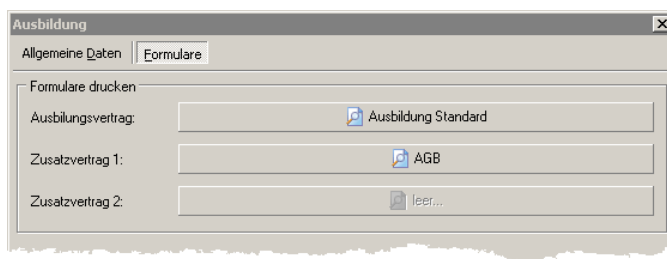 Ausbildung
Allgemeine Daten Formulare
Formulare drucken
Ausbilungsvertrag: Ausbildung Standard
Zusatzvertrag 1: AGB
Zusatzvertrag 2: leer...